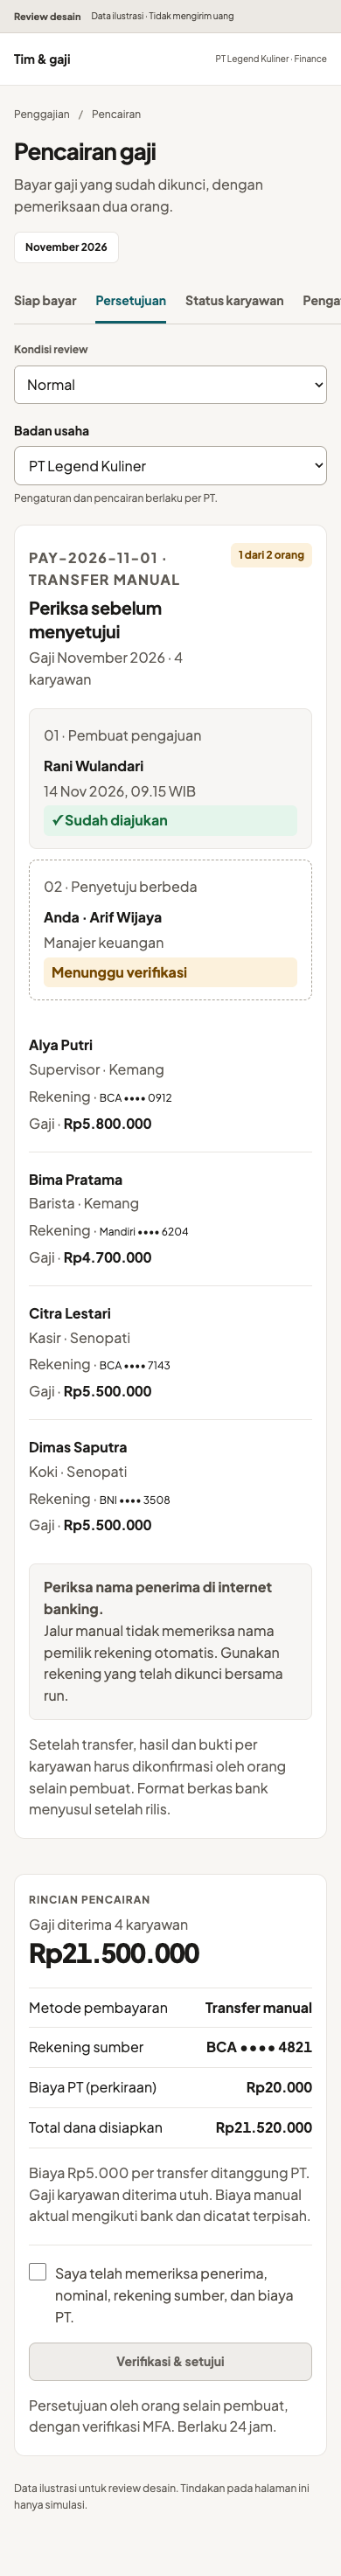 Review desain Data ilustrasi · Tidak mengirim uang
Tim & gaji PT Legend Kuliner · Finance
Penggajian / Pencairan
Pencairan gaji
Bayar gaji yang sudah dikunci, dengan
pemeriksaan dua orang.
November 2026
Siap bayar Persetujuan Status karyawan
Kondisi review
Normal
Badan usaha
PT Legend Kuliner
Pengaturan dan pencairan berlaku per PT.
PAY-2026-11-01 ·
TRANSFER MANUAL
1 dari 2 orang
Periksa sebelum
menyetujui
Gaji November 2026 · 4
karyawan
01 · Pembuat pengajuan
Rani Wulandari
14 Nov 2026, 09.15 WIB
✓ Sudah diajukan
02 · Penyetuju berbeda
Anda · Arif Wijaya
Manajer keuangan
Menunggu verifikasi
Alya Putri
Supervisor · Kemang
Rekening · BCA •••• 0912
Gaji · Rp5.800.000
Bima Pratama
Barista · Kemang
Rekening · Mandiri •••• 6204
Gaji · Rp4.700.000
Citra Lestari
Kasir · Senopati
Rekening · BCA •••• 7143
Gaji · Rp5.500.000
Dimas Saputra
Koki · Senopati
Rekening · BNI •••• 3508
Gaji · Rp5.500.000
Periksa nama penerima di internet
banking.
Jalur manual tidak memeriksa nama
pemilik rekening otomatis. Gunakan
rekening yang telah dikunci bersama
run.
Setelah transfer, hasil dan bukti per
karyawan harus dikonfirmasi oleh orang
selain pembuat. Format berkas bank
menyusul setelah rilis.
RINCIAN PENCAIRAN
Gaji diterima 4 karyawan
Rp21.500.000
Metode pembayaran Transfer manual
Rekening sumber BCA •••• 4821
Biaya PT (perkiraan) Rp20.000
Total dana disiapkan Rp21.520.000
Biaya Rp5.000 per transfer ditanggung PT.
Gaji karyawan diterima utuh. Biaya manual
aktual mengikuti bank dan dicatat terpisah.
Saya telah memeriksa penerima,
nominal, rekening sumber, dan biaya
PT.
Verifikasi & setujui
Persetujuan oleh orang selain pembuat,
dengan verifikasi MFA. Berlaku 24 jam.
Data ilustrasi untuk review desain. Tindakan pada halaman ini
hanya simulasi.